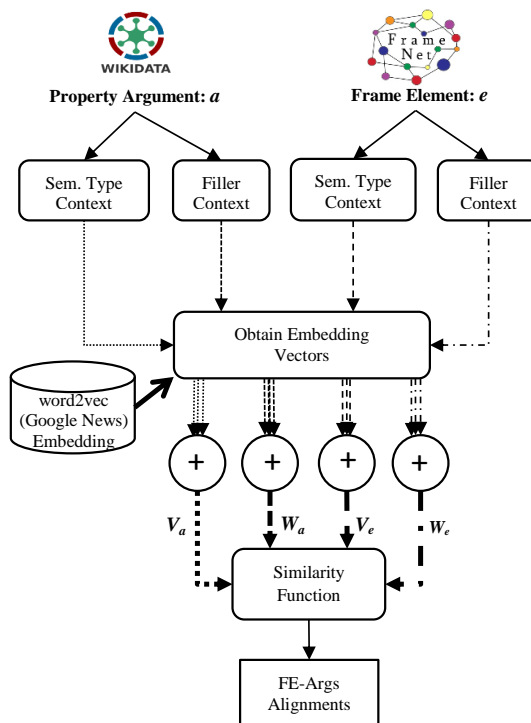 WIKIDATA
Frame
Net
Property Argument: a
Frame Element: e
Sem. Type
Context
Filler
Context
Sem. Type
Context
Filler
Context
Obtain Embedding
Vectors
word2vec
(Google News)
Embedding
+ + + +
Va
Wa
Ve
We
Similarity
Function
FE-Args
Alignments